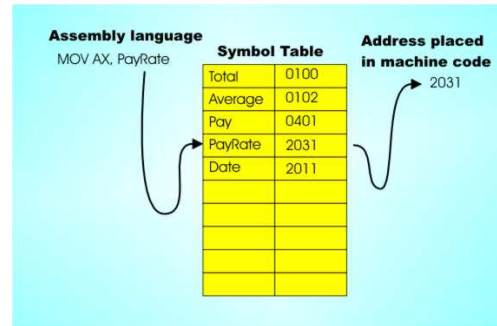 Assembly language
MOV AX, PayRate
Symbol Table
Total 0100
Average 0102
Pay 0401
PayRate 2031
Date 2011
Address placed
in machine code
2031